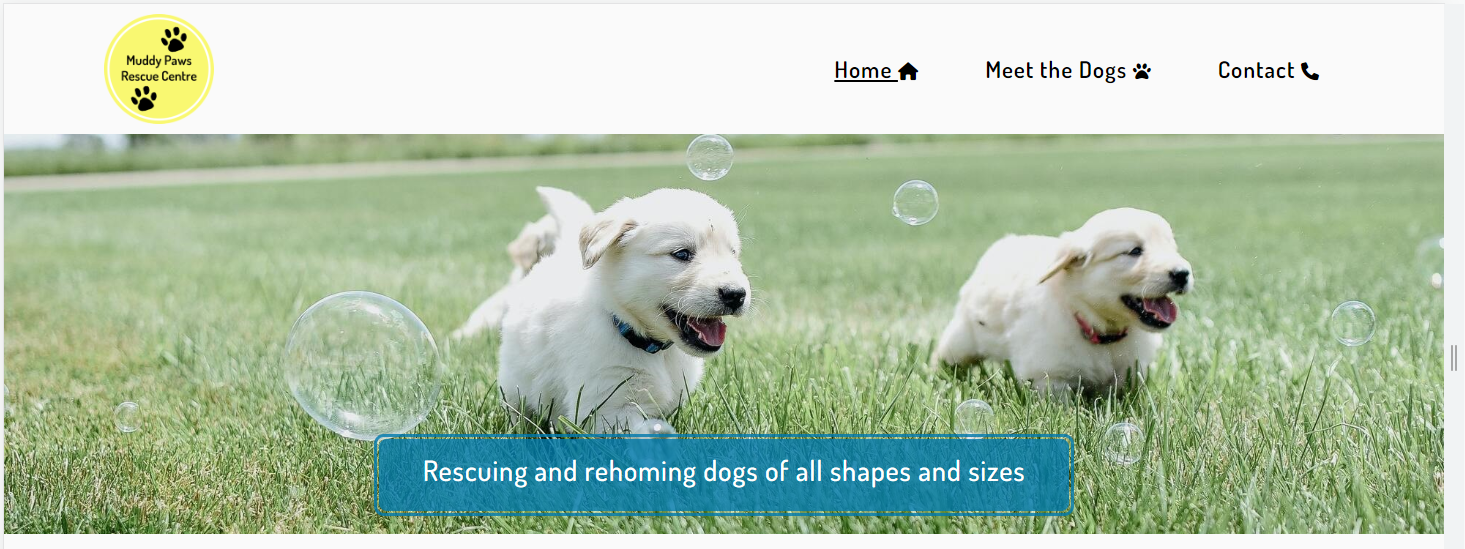 Muddy Paws
Rescue Centre
Home
Meet the Dogs
Contact
Rescuing and rehoming dogs of all shapes and sizes